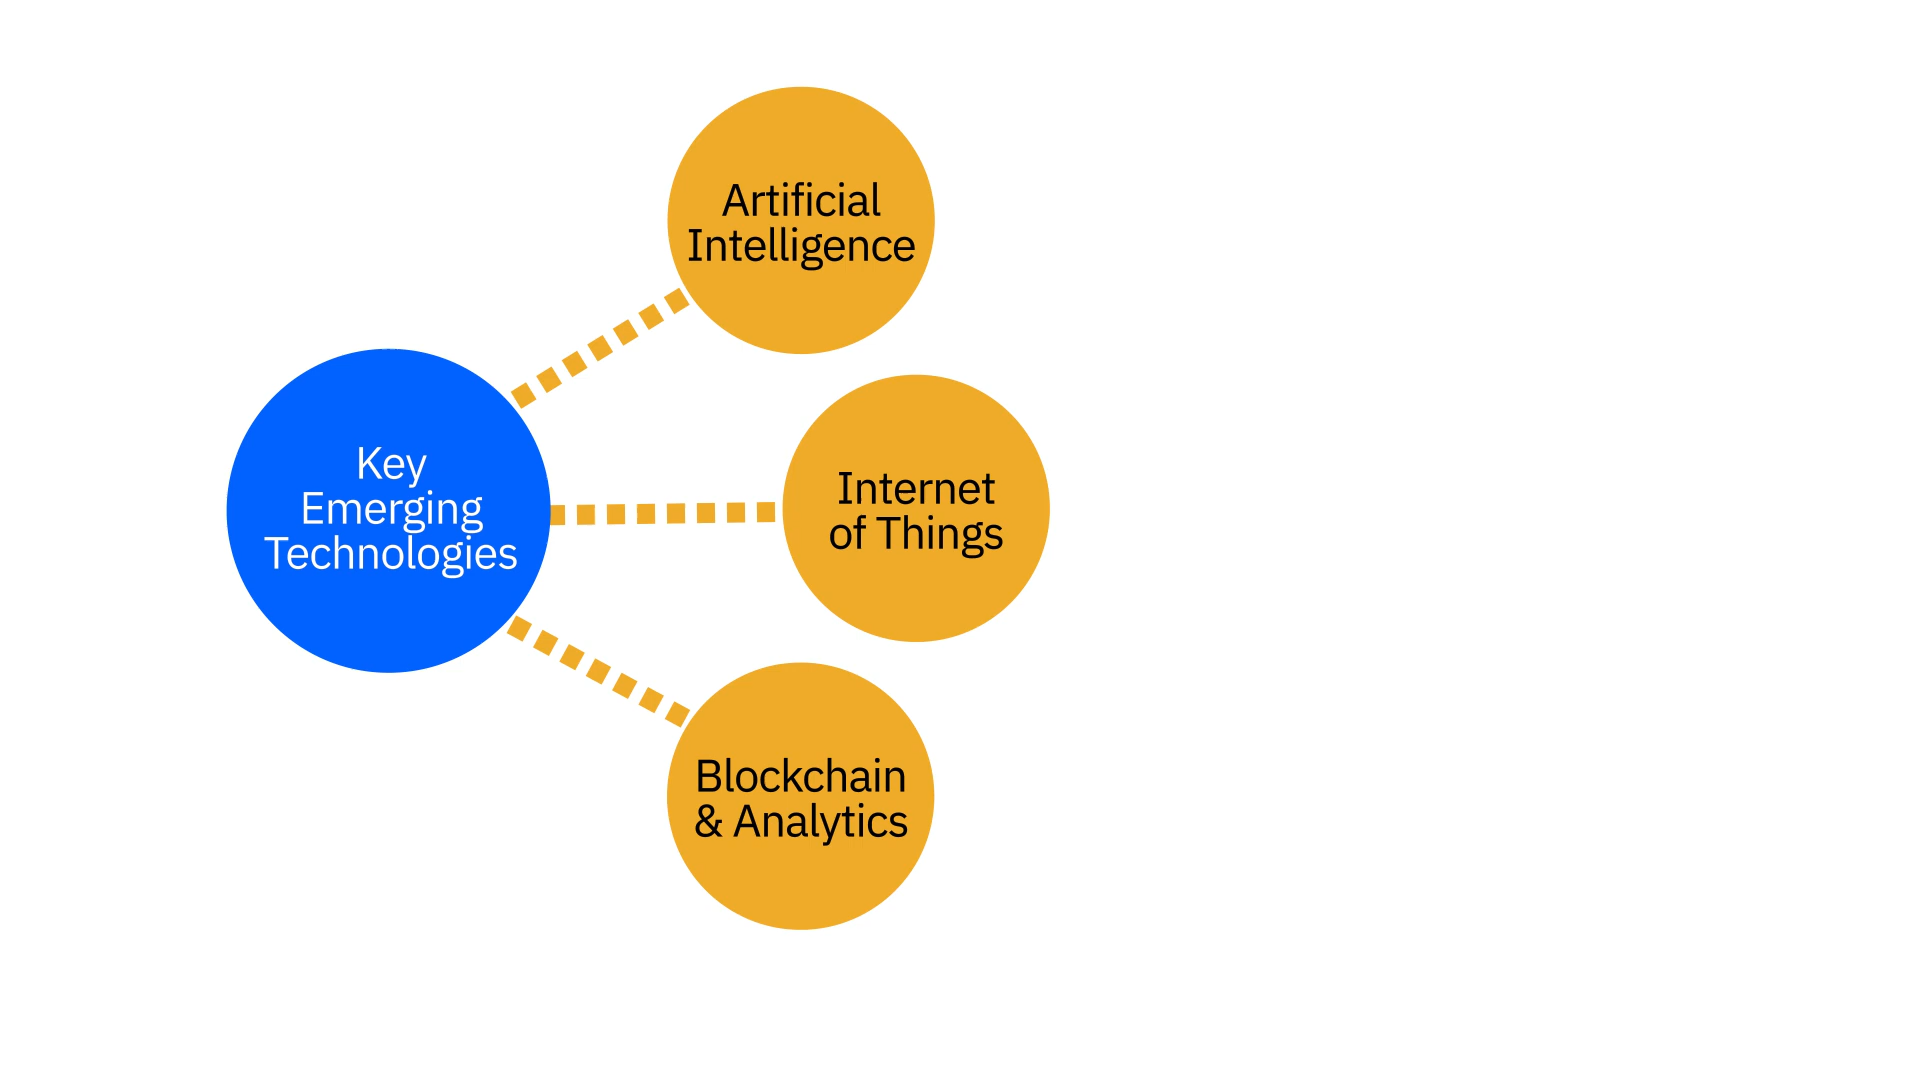 Key
Emerging
Technologies
Artificial
Intelligence
Internet
of Things
Blockchain
& Analytics